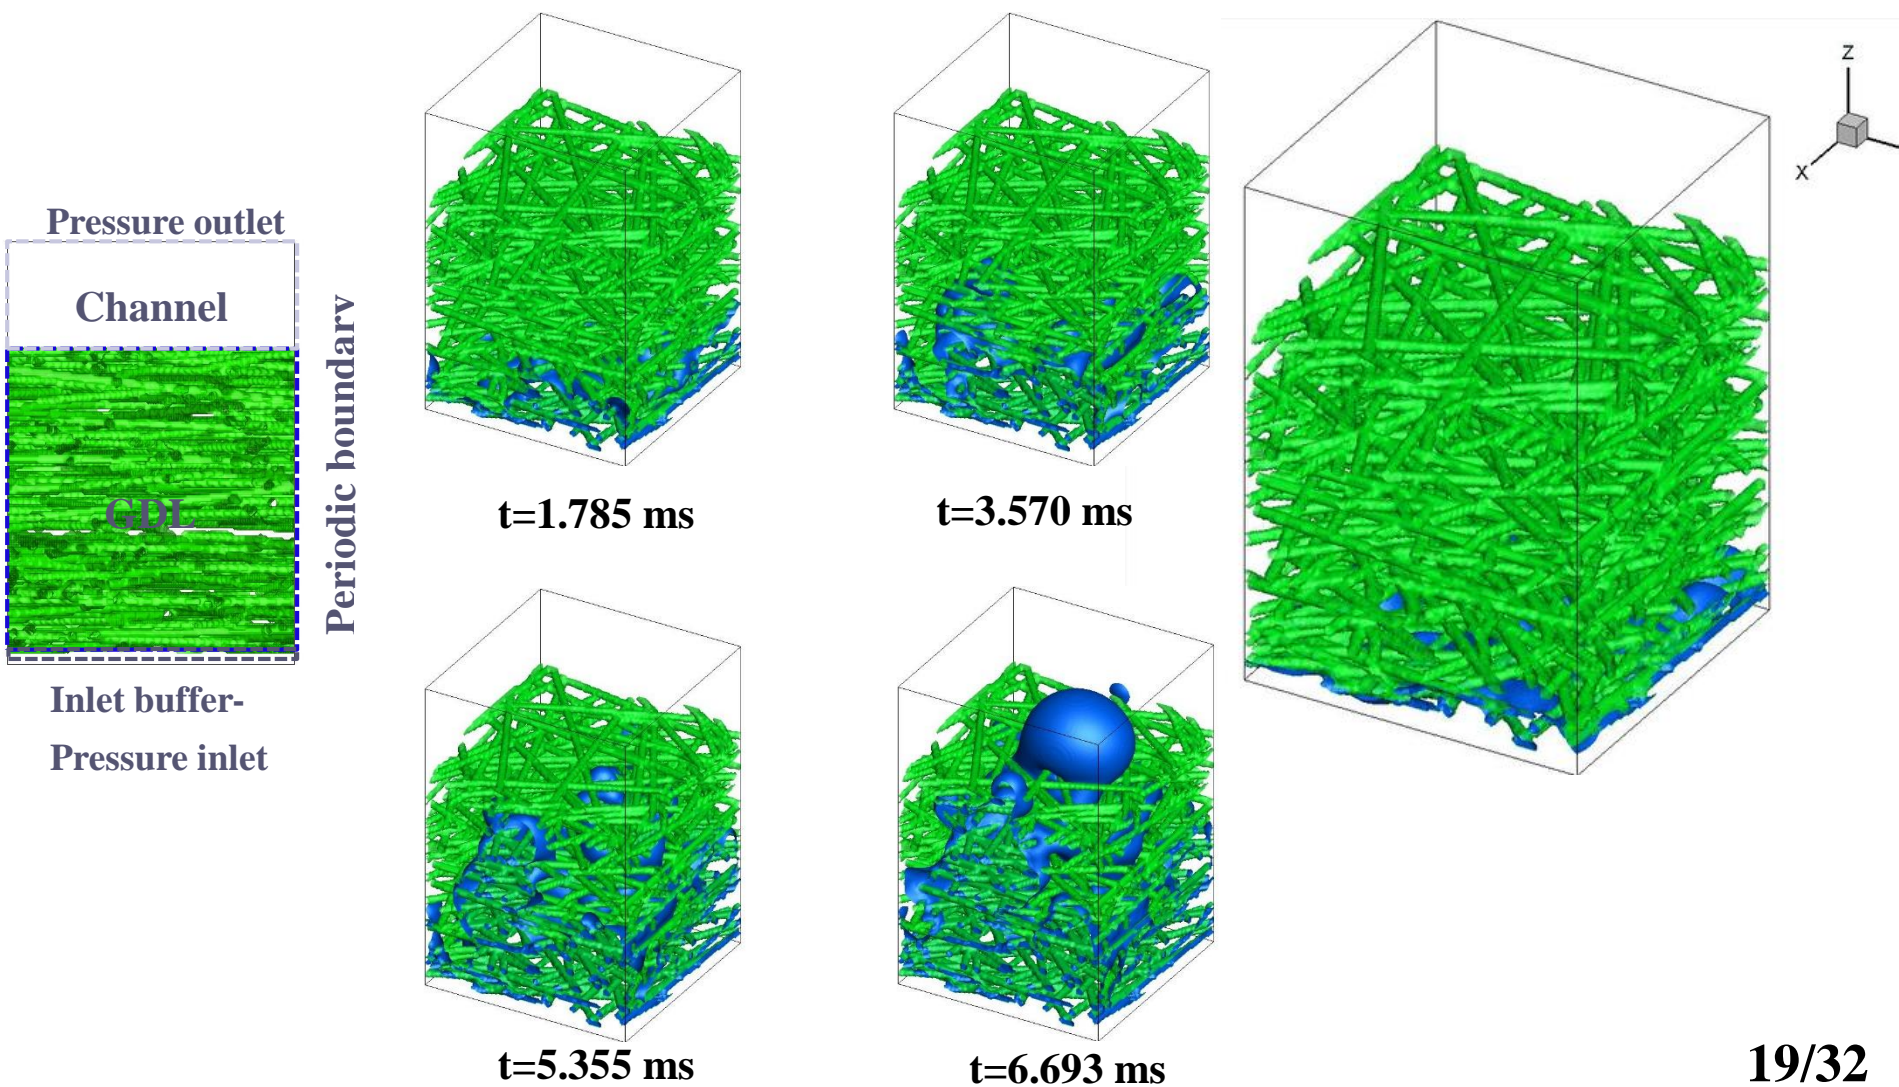 Pressure outlet
Channel
GDL
Periodic boundary
Inlet buffer-
Pressure inlet
t=1.785 ms
t=3.570 ms
t=5.355 ms
t=6.693 ms
Z
X
19/32